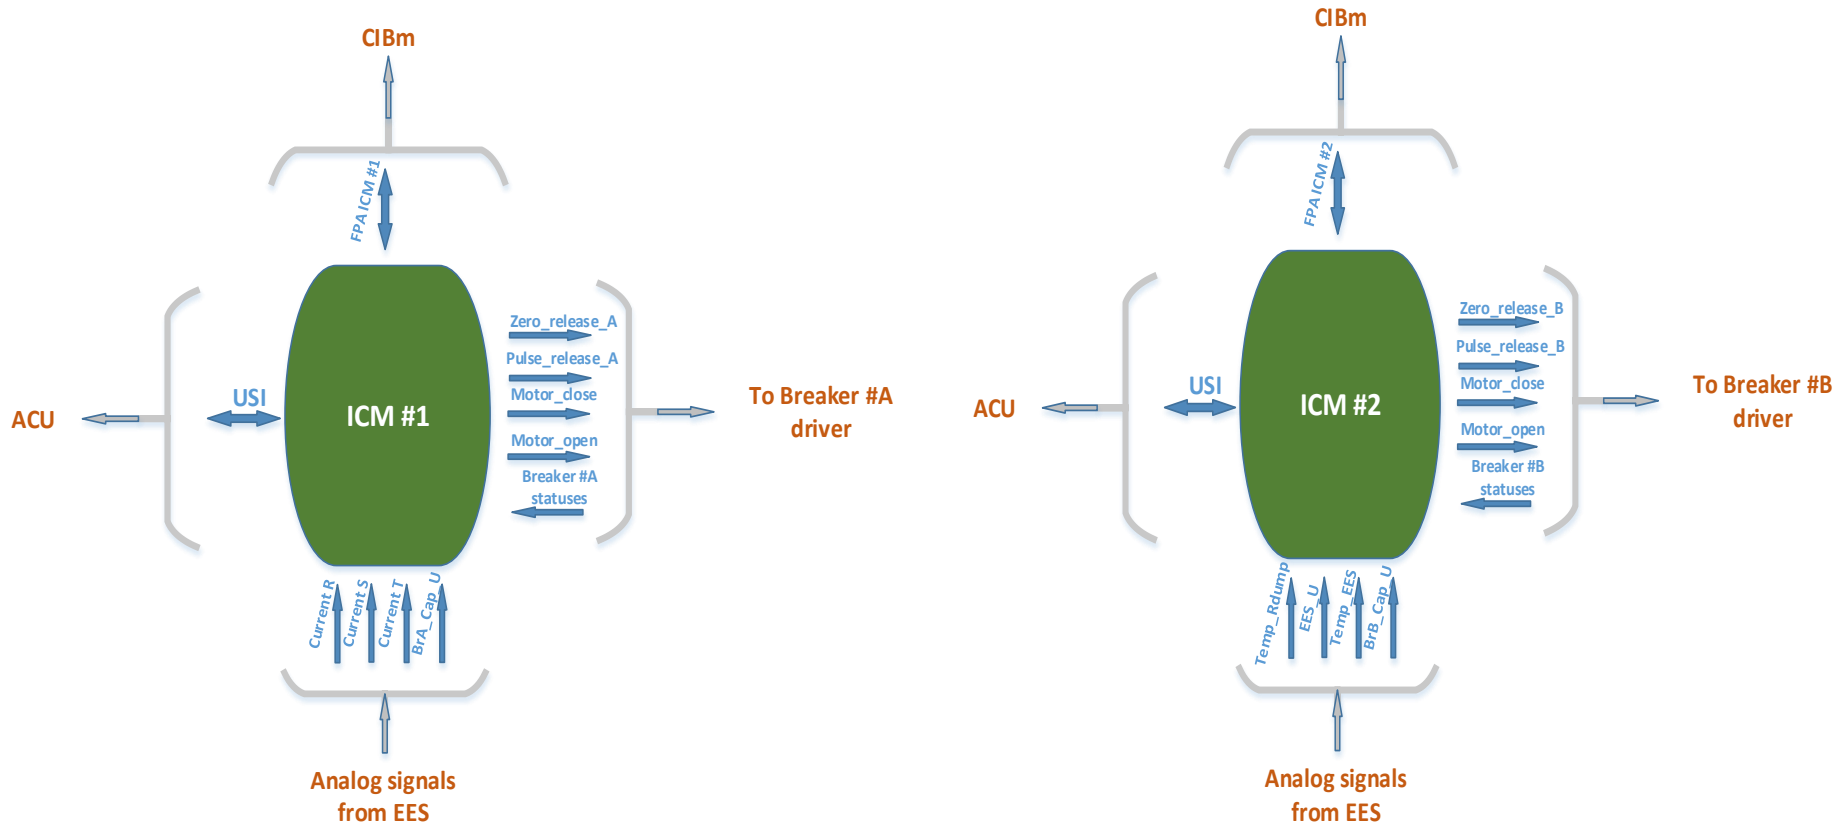 CIBm
FPA ICM #1
USI
ACU
ICM #1
Zero_release_A
Pulse_release_A
Motor_close
Motor_open
Breaker #A
statuses
To Breaker #A
driver
Current R
Current S
Current T
BrA_Cap_U
Analog signals
from EES
CIBm
FPA ICM #2
USI
ACU
ICM #2
Zero_release_B
Pulse_release_B
Motor_close
Motor_open
Breaker #B
statuses
To Breaker #B
driver
Temp_Rdump
EES_U
Temp_EES
BrB_Cap_U
Analog signals
from EES